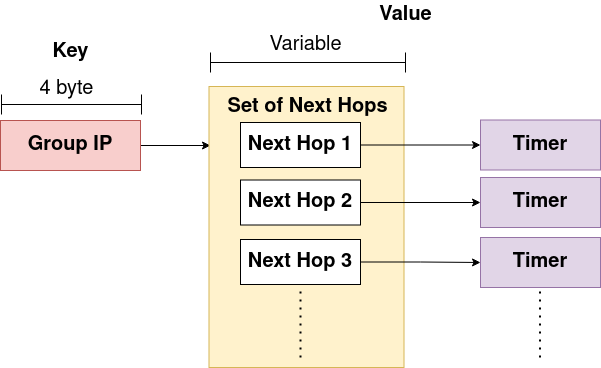 Value
Key
Variable
4 byte
Set of Next Hops
Group IP
Next Hop 1
Timer
Next Hop 2
Timer
Next Hop 3
Timer